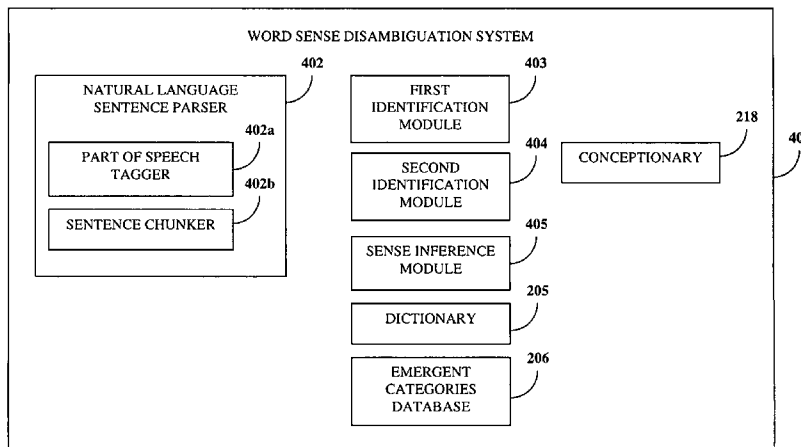 WORD SENSE DISAMBIGUATION SYSTEM
NATURAL LANGUAGE
SENTENCE PARSER
402
402a
PART OF SPEECH
TAGGER
402b
SENTENCE CHUNKER
403
FIRST
IDENTIFICATION
MODULE
404
SECOND
IDENTIFICATION
MODULE
405
SENSE INFERENCE
MODULE
205
DICTIONARY
206
EMERGENT
CATEGORIES
DATABASE
218
CONCEPTIONARY